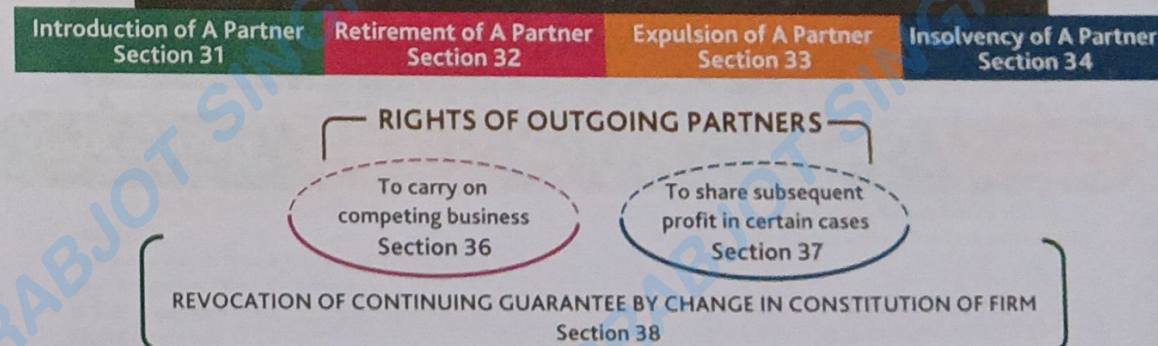 Introduction of A Partner
Section 31
Retirement of A Partner
Section 32
Expulsion of A Partner
Section 33
Insolvency of A Partner
Section 34
RIGHTS OF OUTGOING PARTNERS
To carry on
competing business
Section 36
To share subsequent
profit in certain cases
Section 37
REVOCATION OF CONTINUING GUARANTEE BY CHANGE IN CONSTITUTION OF FIRM
Section 38